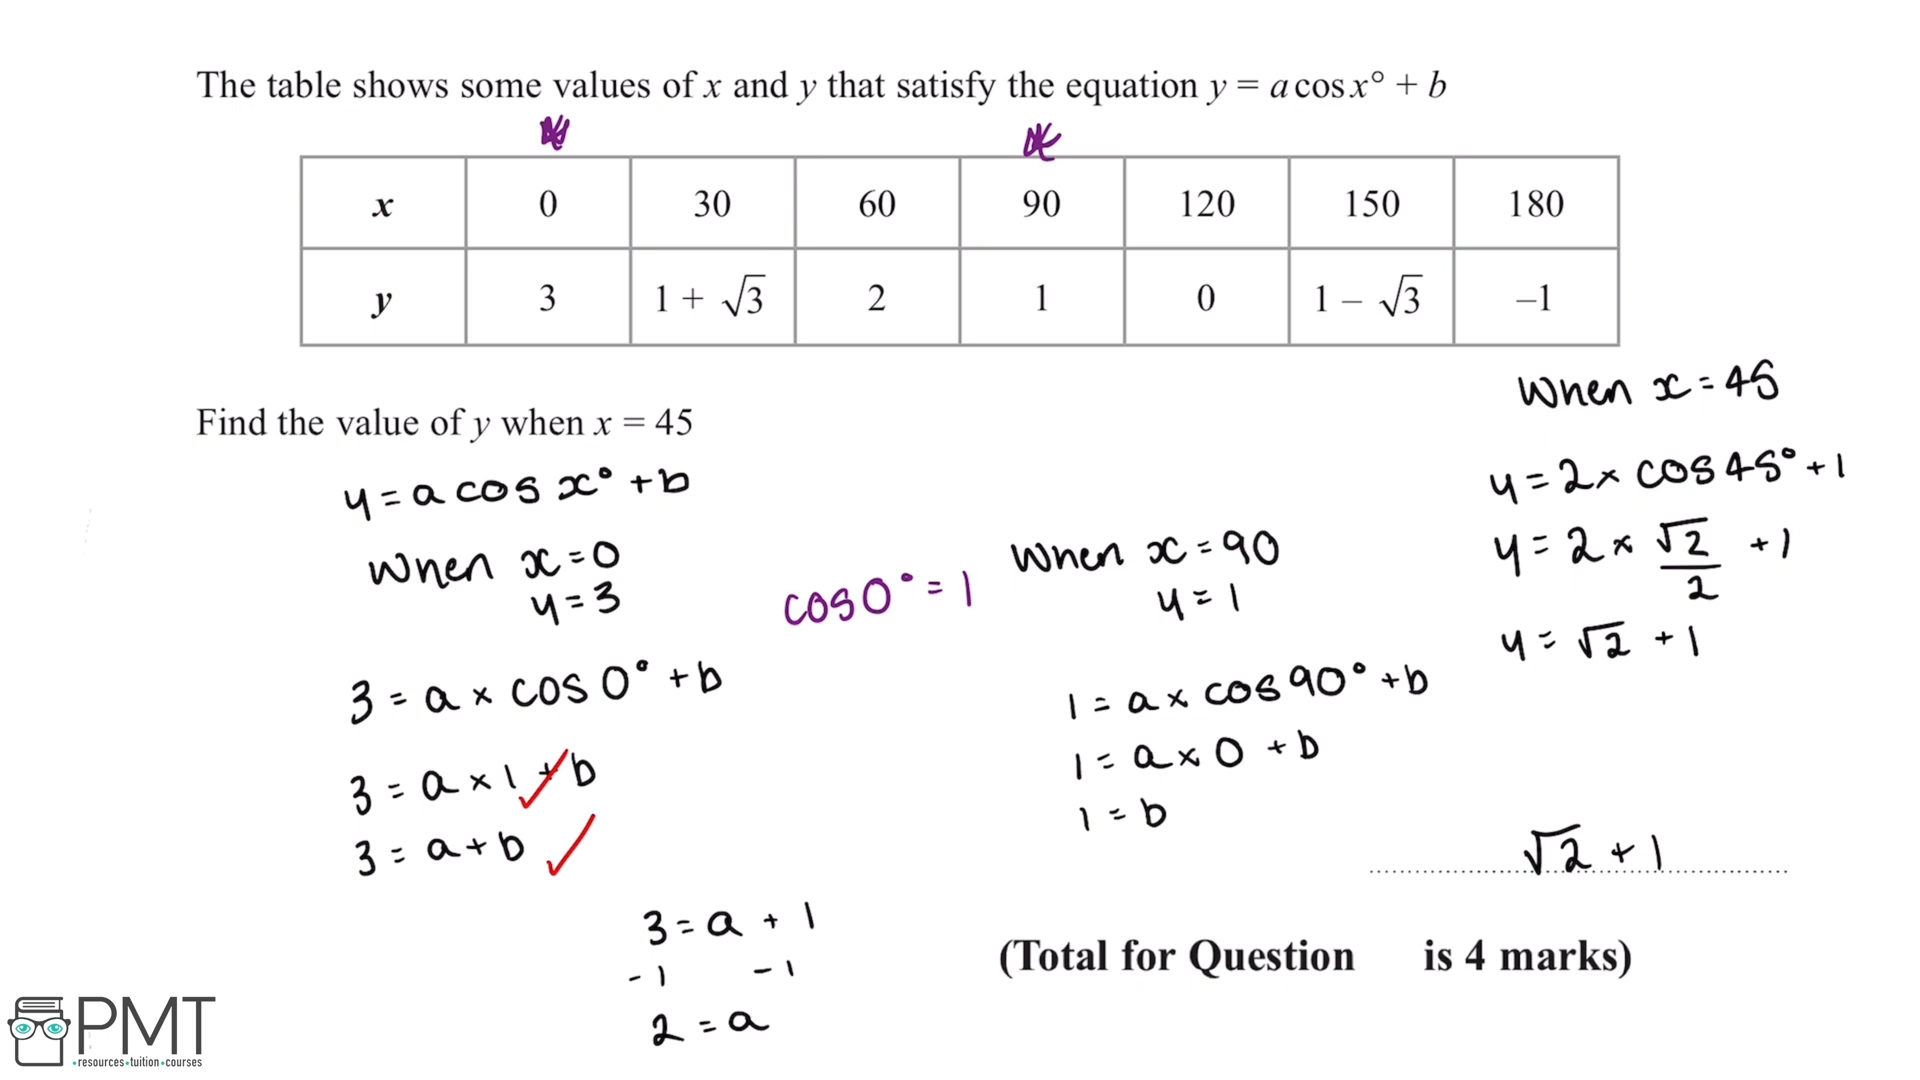 The table shows some values of x and y that satisfy the equation y = a cos x° + b
x 0 30 60 90 120 150 180
y 3 1 + √3 2 1 0 1 – √3 –1
Find the value of y when x = 45
y = a cos x° + b
When x = 0
y = 3
3 = a × cos 0° + b
3 = a × 1 + b
3 = a + b
cos 0° = 1
When x = 90
y = 1
1 = a × cos 90° + b
1 = a × 0 + b
1 = b
3 = a + 1
- 1 - 1
2 = a
When x = 45
y = 2 × cos 45° + 1
y = 2 × √2/2 + 1
y = √2 + 1
√2 + 1
(Total for Question is 4 marks)
PMT
•resources•tuition•courses